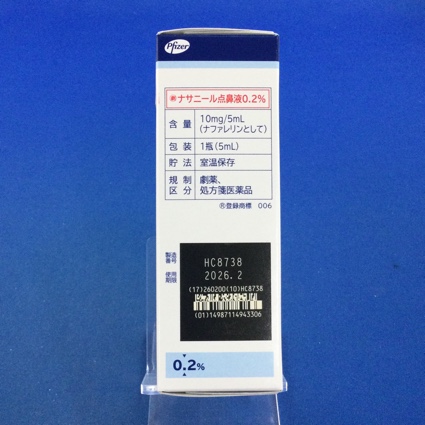 Pfizer
劇 ナサニール点鼻液0.2%
含 量 10mg/5mL
(ナファレリンとして)
包 装 1瓶(5mL)
貯 法 室温保存
規 制 劇薬、
区 分 処方箋医薬品
®登録商標 006
製造
番号 HC8738
使用
期限 2026.2
(17)260200(10)HC8738
(01)14987114943306
0.2%